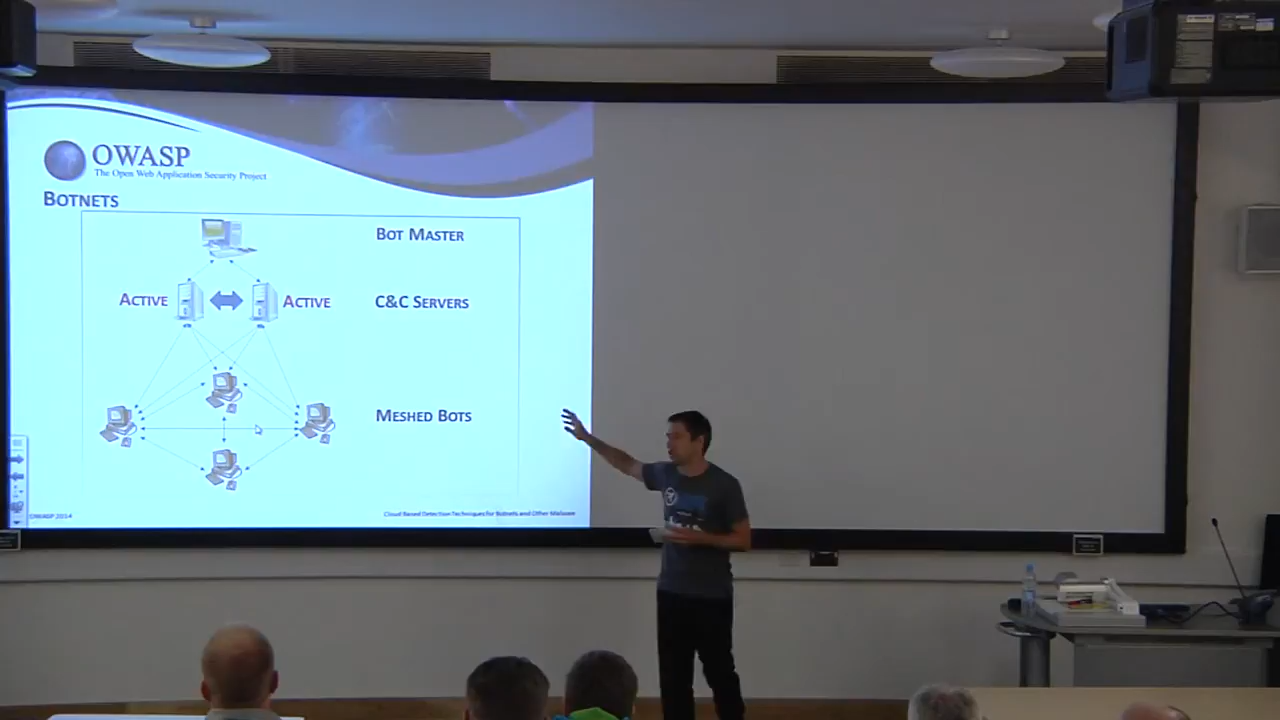 OWASP
The Open Web Application Security Project
BOTNETS
BOT MASTER
ACTIVE
ACTIVE
C&C SERVERS
MESHED BOTS
OWASP 2014
Cloud Based Detection Techniques for Botnets and Other Malware